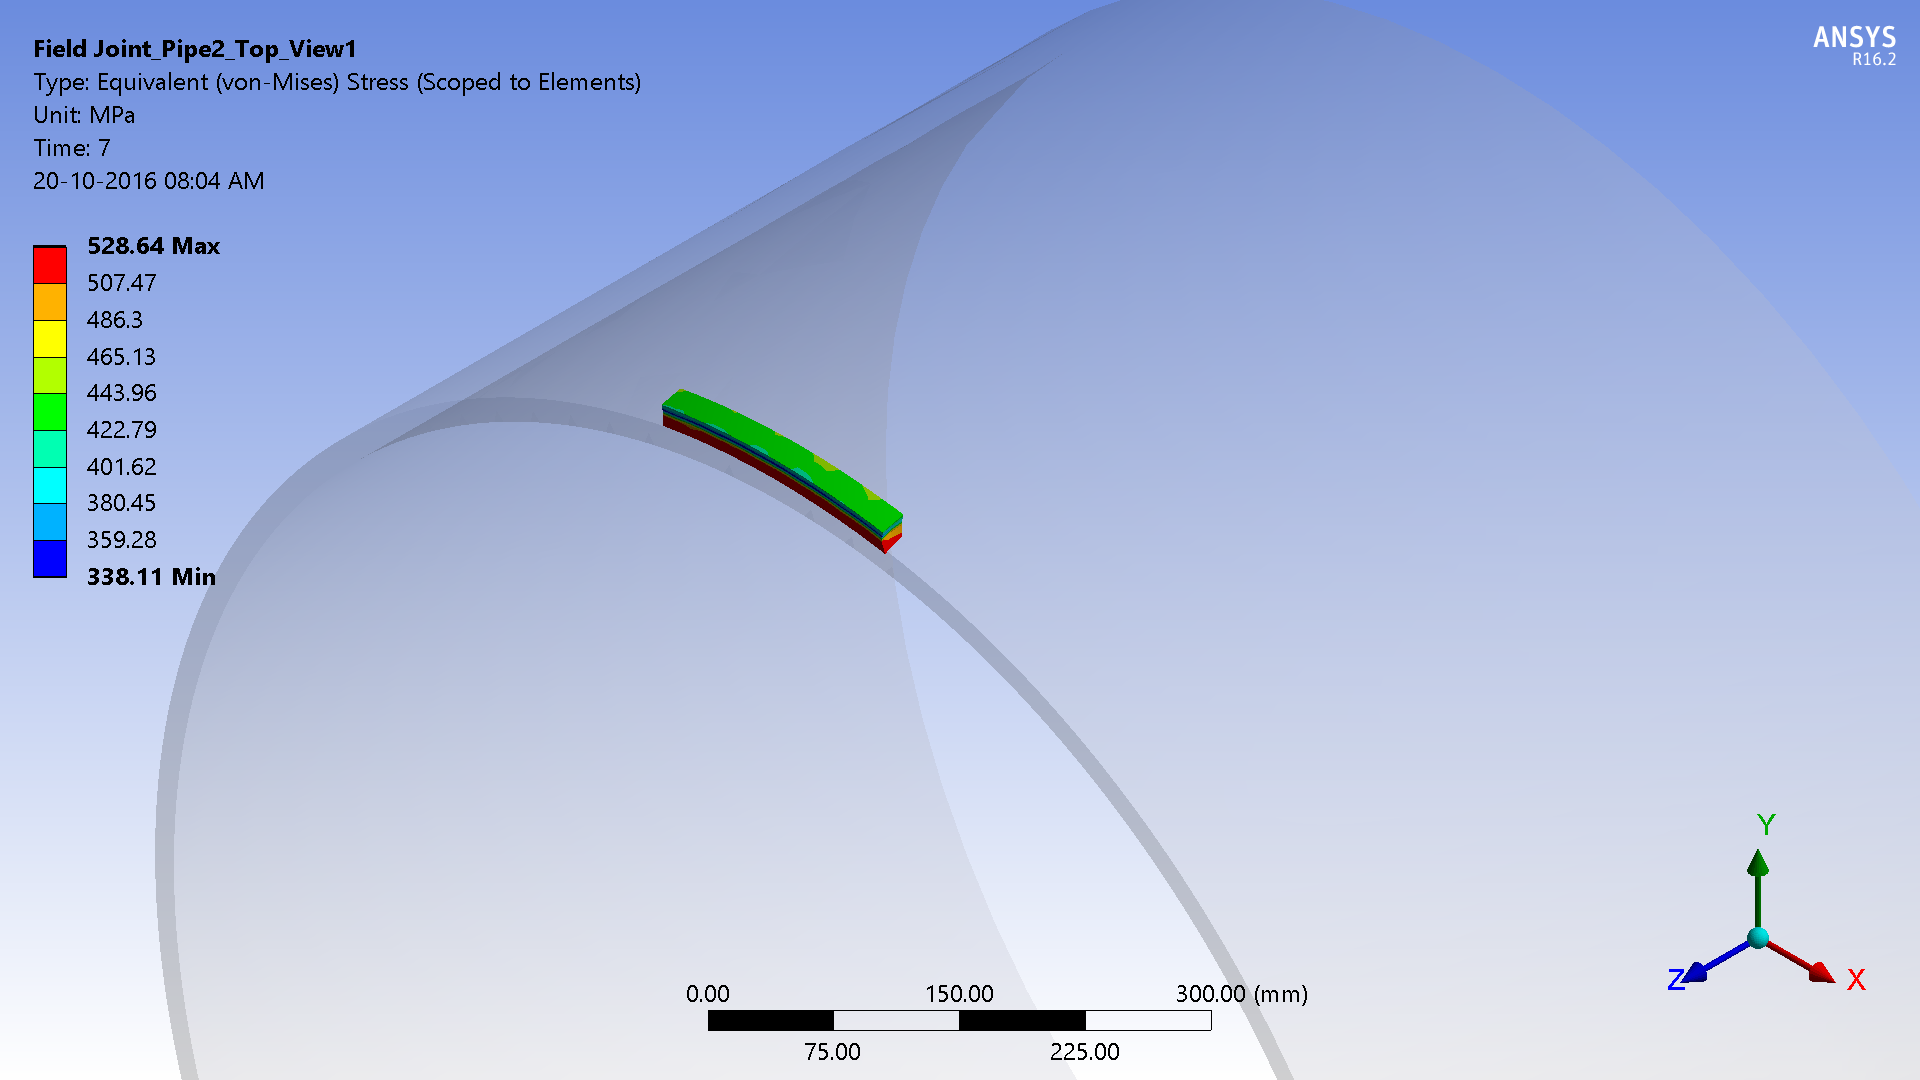 Field Joint_Pipe2_Top_View1
Type: Equivalent (von-Mises) Stress (Scoped to Elements)
Unit: MPa
Time: 7
20-10-2016 08:04 AM
ANSYS
R16.2
528.64 Max
507.47
486.3
465.13
443.96
422.79
401.62
380.45
359.28
338.11 Min
Y
Z
X
0.00 150.00 300.00 (mm)
75.00 225.00